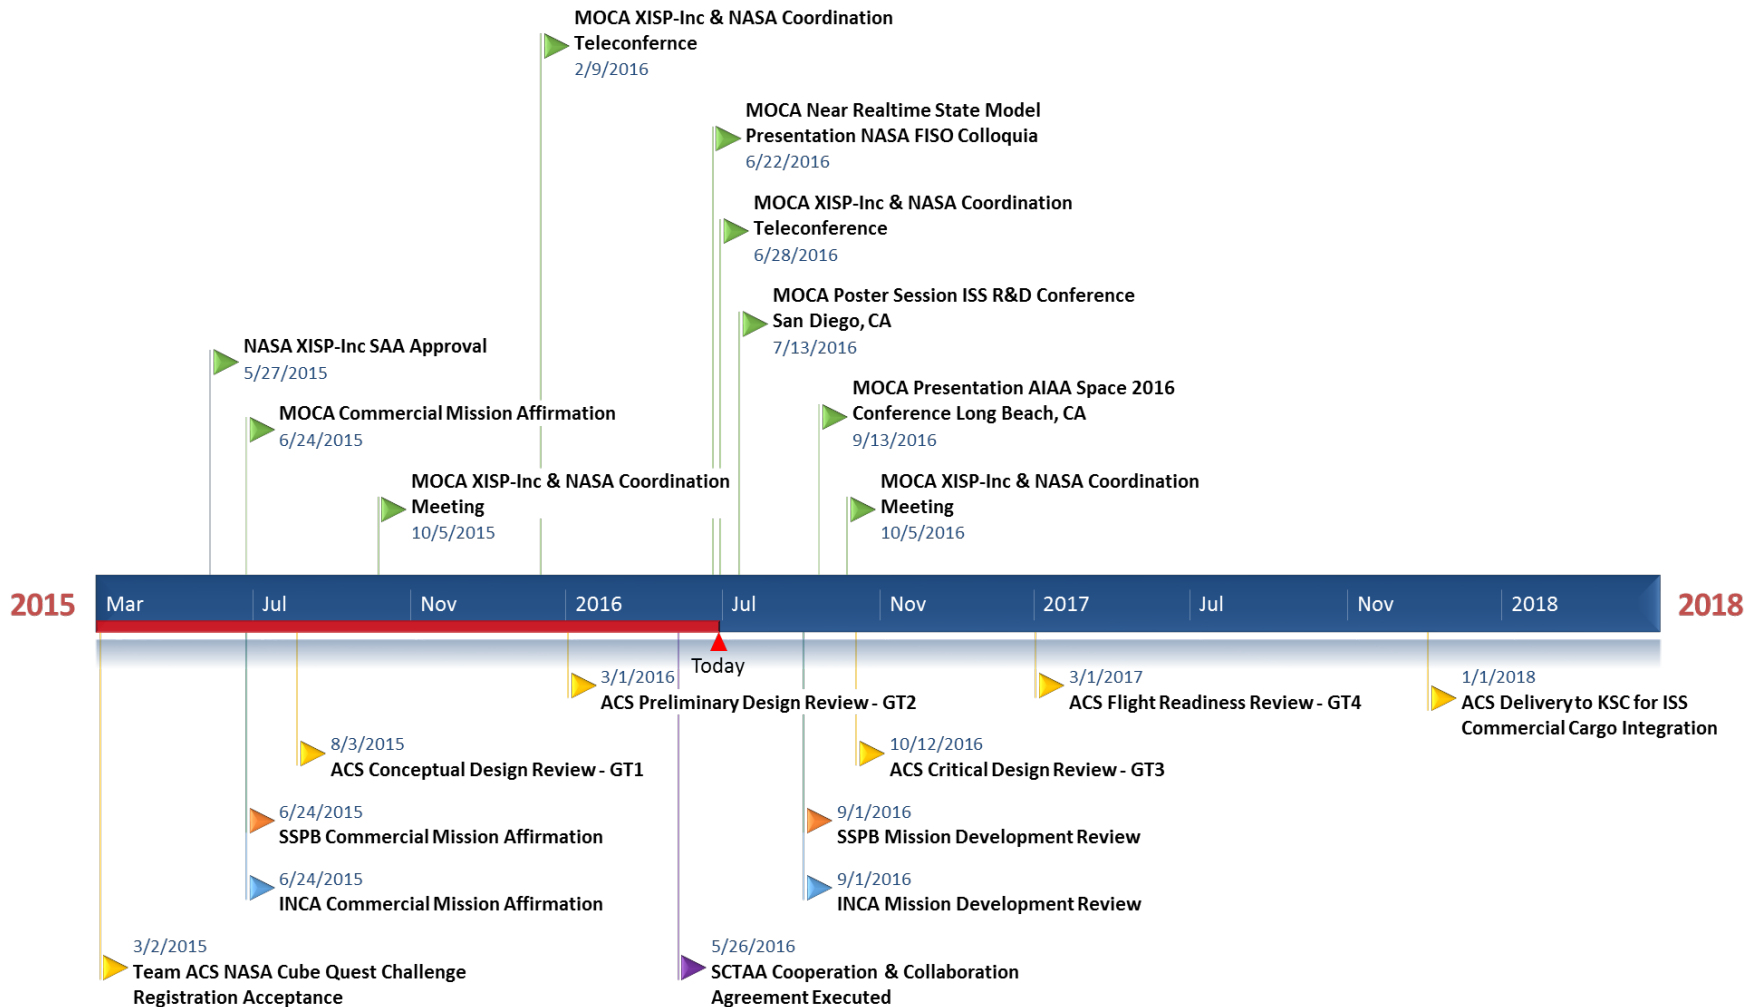 MOCA XISP-Inc & NASA Coordination
Teleconfernce
2/9/2016
MOCA Near Realtime State Model
Presentation NASA FISO Colloquia
6/22/2016
MOCA XISP-Inc & NASA Coordination
Teleconference
6/28/2016
MOCA Poster Session ISS R&D Conference
San Diego, CA
7/13/2016
NASA XISP-Inc SAA Approval
5/27/2015
MOCA Presentation AIAA Space 2016
Conference Long Beach, CA
9/13/2016
MOCA Commercial Mission Affirmation
6/24/2015
MOCA XISP-Inc & NASA Coordination
Meeting
10/5/2015
MOCA XISP-Inc & NASA Coordination
Meeting
10/5/2016
2015 Mar Jul Nov 2016 Jul Nov 2017 Jul Nov 2018 2018
Today
3/1/2016
ACS Preliminary Design Review - GT2
3/1/2017
ACS Flight Readiness Review - GT4
1/1/2018
ACS Delivery to KSC for ISS
Commercial Cargo Integration
8/3/2015
ACS Conceptual Design Review - GT1
10/12/2016
ACS Critical Design Review - GT3
6/24/2015
SSPB Commercial Mission Affirmation
9/1/2016
SSPB Mission Development Review
6/24/2015
INCA Commercial Mission Affirmation
9/1/2016
INCA Mission Development Review
3/2/2015
Team ACS NASA Cube Quest Challenge
Registration Acceptance
5/26/2016
SCTAA Cooperation & Collaboration
Agreement Executed